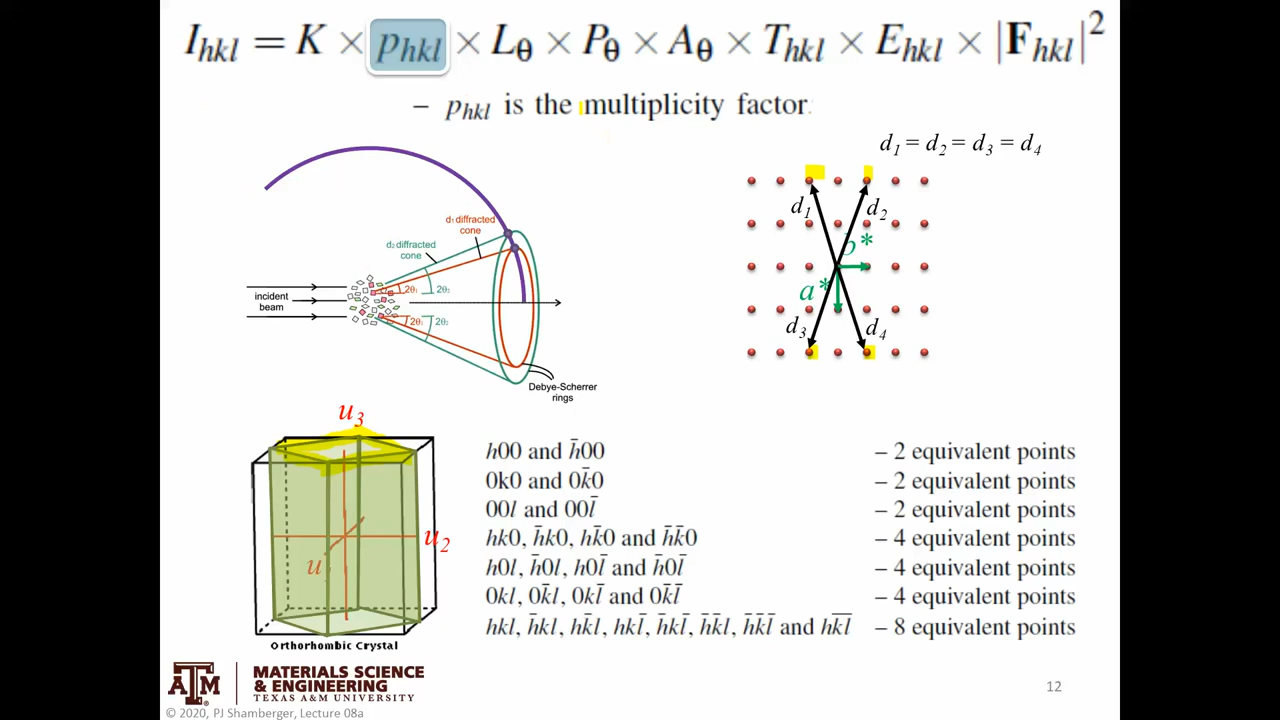 I_hkl = K × p_hkl × L_θ × P_θ × A_θ × T_hkl × E_hkl × |F_hkl|²
– p_hkl is the multiplicity factor
d₁ = d₂ = d₃ = d₄
d₁ diffracted cone
d₂ diffracted cone
incident beam
2θ₁ 2θ₂
2θ₁ 2θ₂
Debye-Scherrer rings
d₁ d₂
b*
a*
d₃ d₄
u₃
u₂
u
Orthorhombic Crystal
h00 and h̄00 – 2 equivalent points
0k0 and 0k̄0 – 2 equivalent points
00l and 00l̄ – 2 equivalent points
hk0, h̄k0, hk̄0 and h̄k̄0 – 4 equivalent points
h0l, h̄0l, h0l̄ and h̄0l̄ – 4 equivalent points
0kl, 0k̄l, 0kl̄ and 0k̄l̄ – 4 equivalent points
hkl, h̄kl, hk̄l, hkl̄, h̄kl̄, h̄k̄l, h̄k̄l̄ and hk̄l̄ – 8 equivalent points
ATM
MATERIALS SCIENCE
& ENGINEERING
TEXAS A&M UNIVERSITY
© 2020, PJ Shamberger, Lecture 08a
12